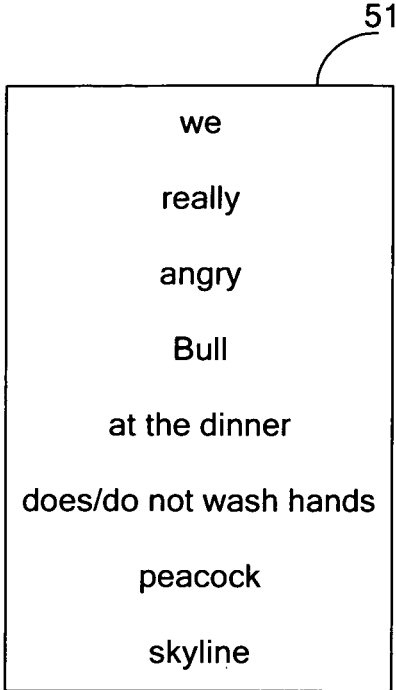 51
we
really
angry
Bull
at the dinner
does/do not wash hands
peacock
skyline